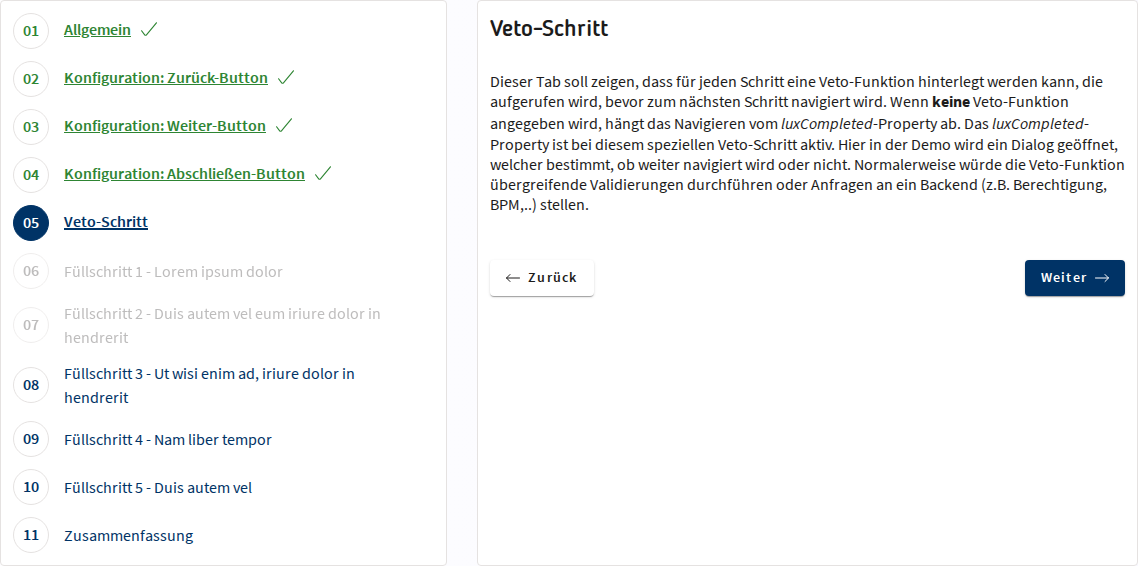 01 Allgemein
02 Konfiguration: Zurück-Button
03 Konfiguration: Weiter-Button
04 Konfiguration: Abschließen-Button
05 Veto-Schritt
06 Füllschritt 1 - Lorem ipsum dolor
07 Füllschritt 2 - Duis autem vel eum iriure dolor in
hendrerit
08 Füllschritt 3 - Ut wisi enim ad, iriure dolor in
hendrerit
09 Füllschritt 4 - Nam liber tempor
10 Füllschritt 5 - Duis autem vel
11 Zusammenfassung
Veto-Schritt
Dieser Tab soll zeigen, dass für jeden Schritt eine Veto-Funktion hinterlegt werden kann, die
aufgerufen wird, bevor zum nächsten Schritt navigiert wird. Wenn keine Veto-Funktion
angegeben wird, hängt das Navigieren vom luxCompleted-Property ab. Das luxCompleted-
Property ist bei diesem speziellen Veto-Schritt aktiv. Hier in der Demo wird ein Dialog geöffnet,
welcher bestimmt, ob weiter navigiert wird oder nicht. Normalerweise würde die Veto-Funktion
übergreifende Validierungen durchführen oder Anfragen an ein Backend (z.B. Berechtigung,
BPM,..) stellen.
Zurück
Weiter